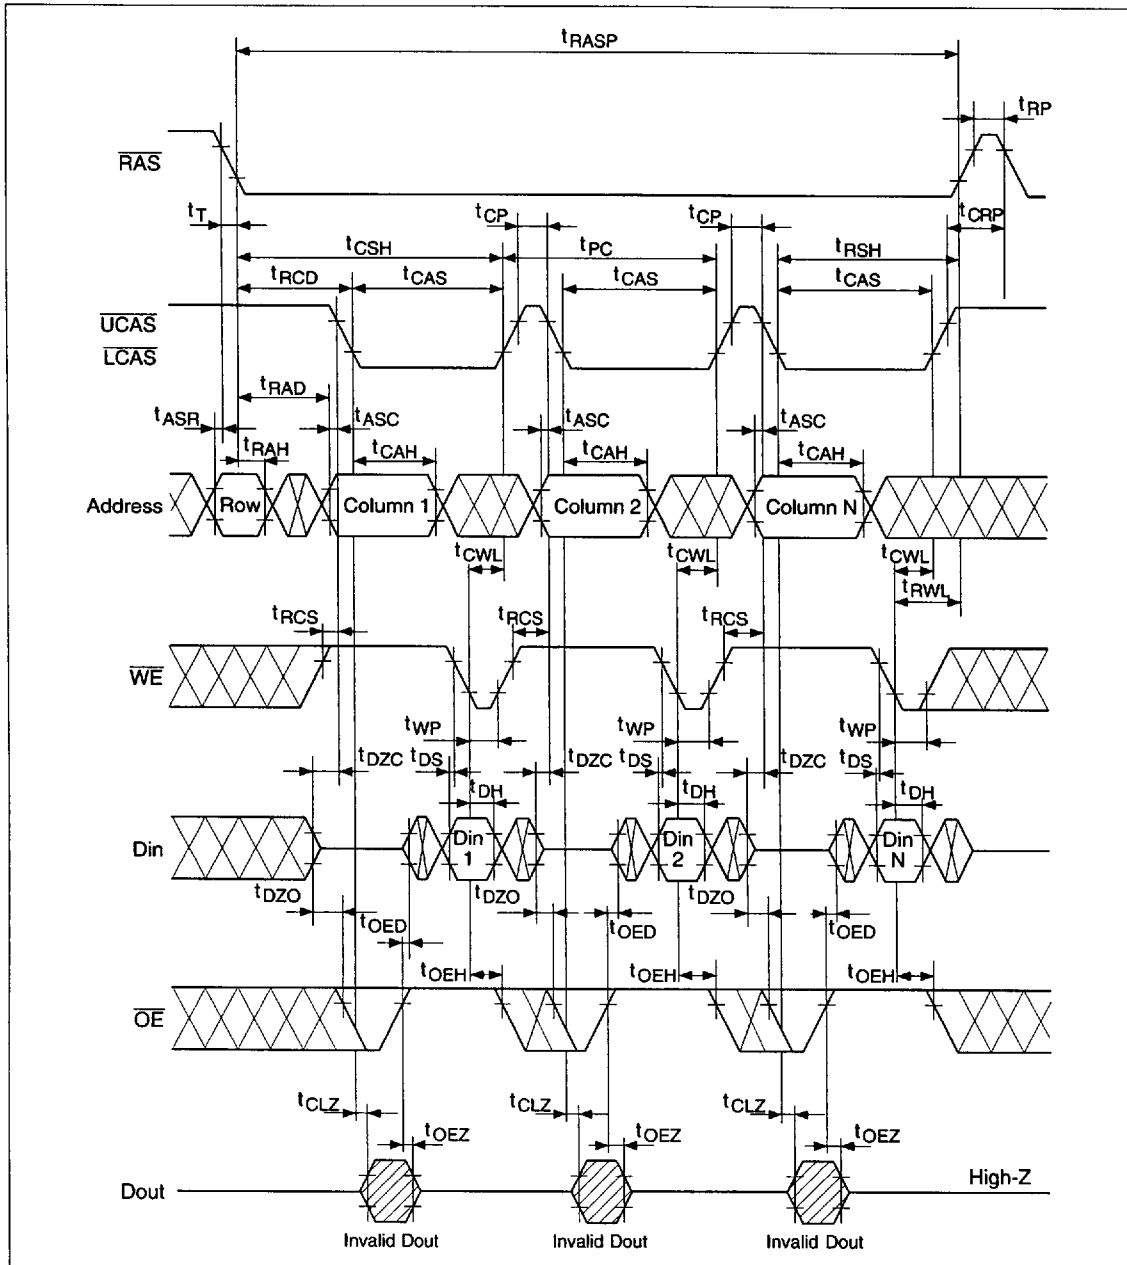 tRASP
tRP
RAS
tT
tCP
tCP
tCRP
tCSH
tPC
tRSH
tRCD
tCAS
tCAS
tCAS
UCAS
LCAS
tRAD
tASR
tASC
tASC
tASC
tRAH
tCAH
tCAH
tCAH
Address
Row
Column 1
Column 2
Column N
tCWL
tCWL
tCWL
tRWL
tRCS
tRCS
tRCS
WE
tWP
tWP
tWP
tDZC
tDS
tDZC
tDS
tDZC
tDS
tDH
tDH
tDH
Din
Din 1
Din 2
Din N
tDZO
tDZO
tDZO
tOED
tOED
tOED
tOEH
tOEH
tOEH
OE
tCLZ
tCLZ
tCLZ
tOEZ
tOEZ
tOEZ
Dout
High-Z
Invalid Dout
Invalid Dout
Invalid Dout